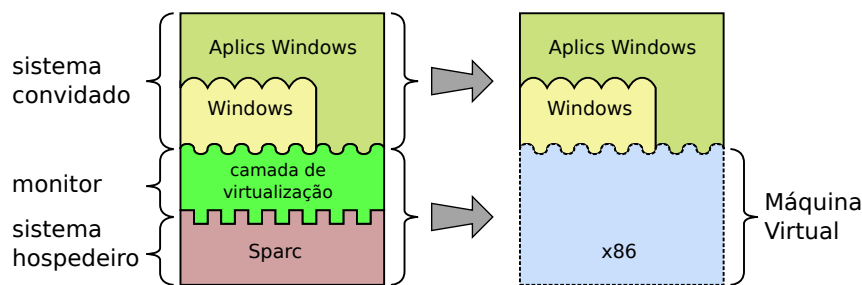 sistema
convidado
monitor
sistema
hospedeiro
Aplics Windows
Windows
camada de
virtualização
Sparc
Aplics Windows
Windows
x86
Máquina
Virtual